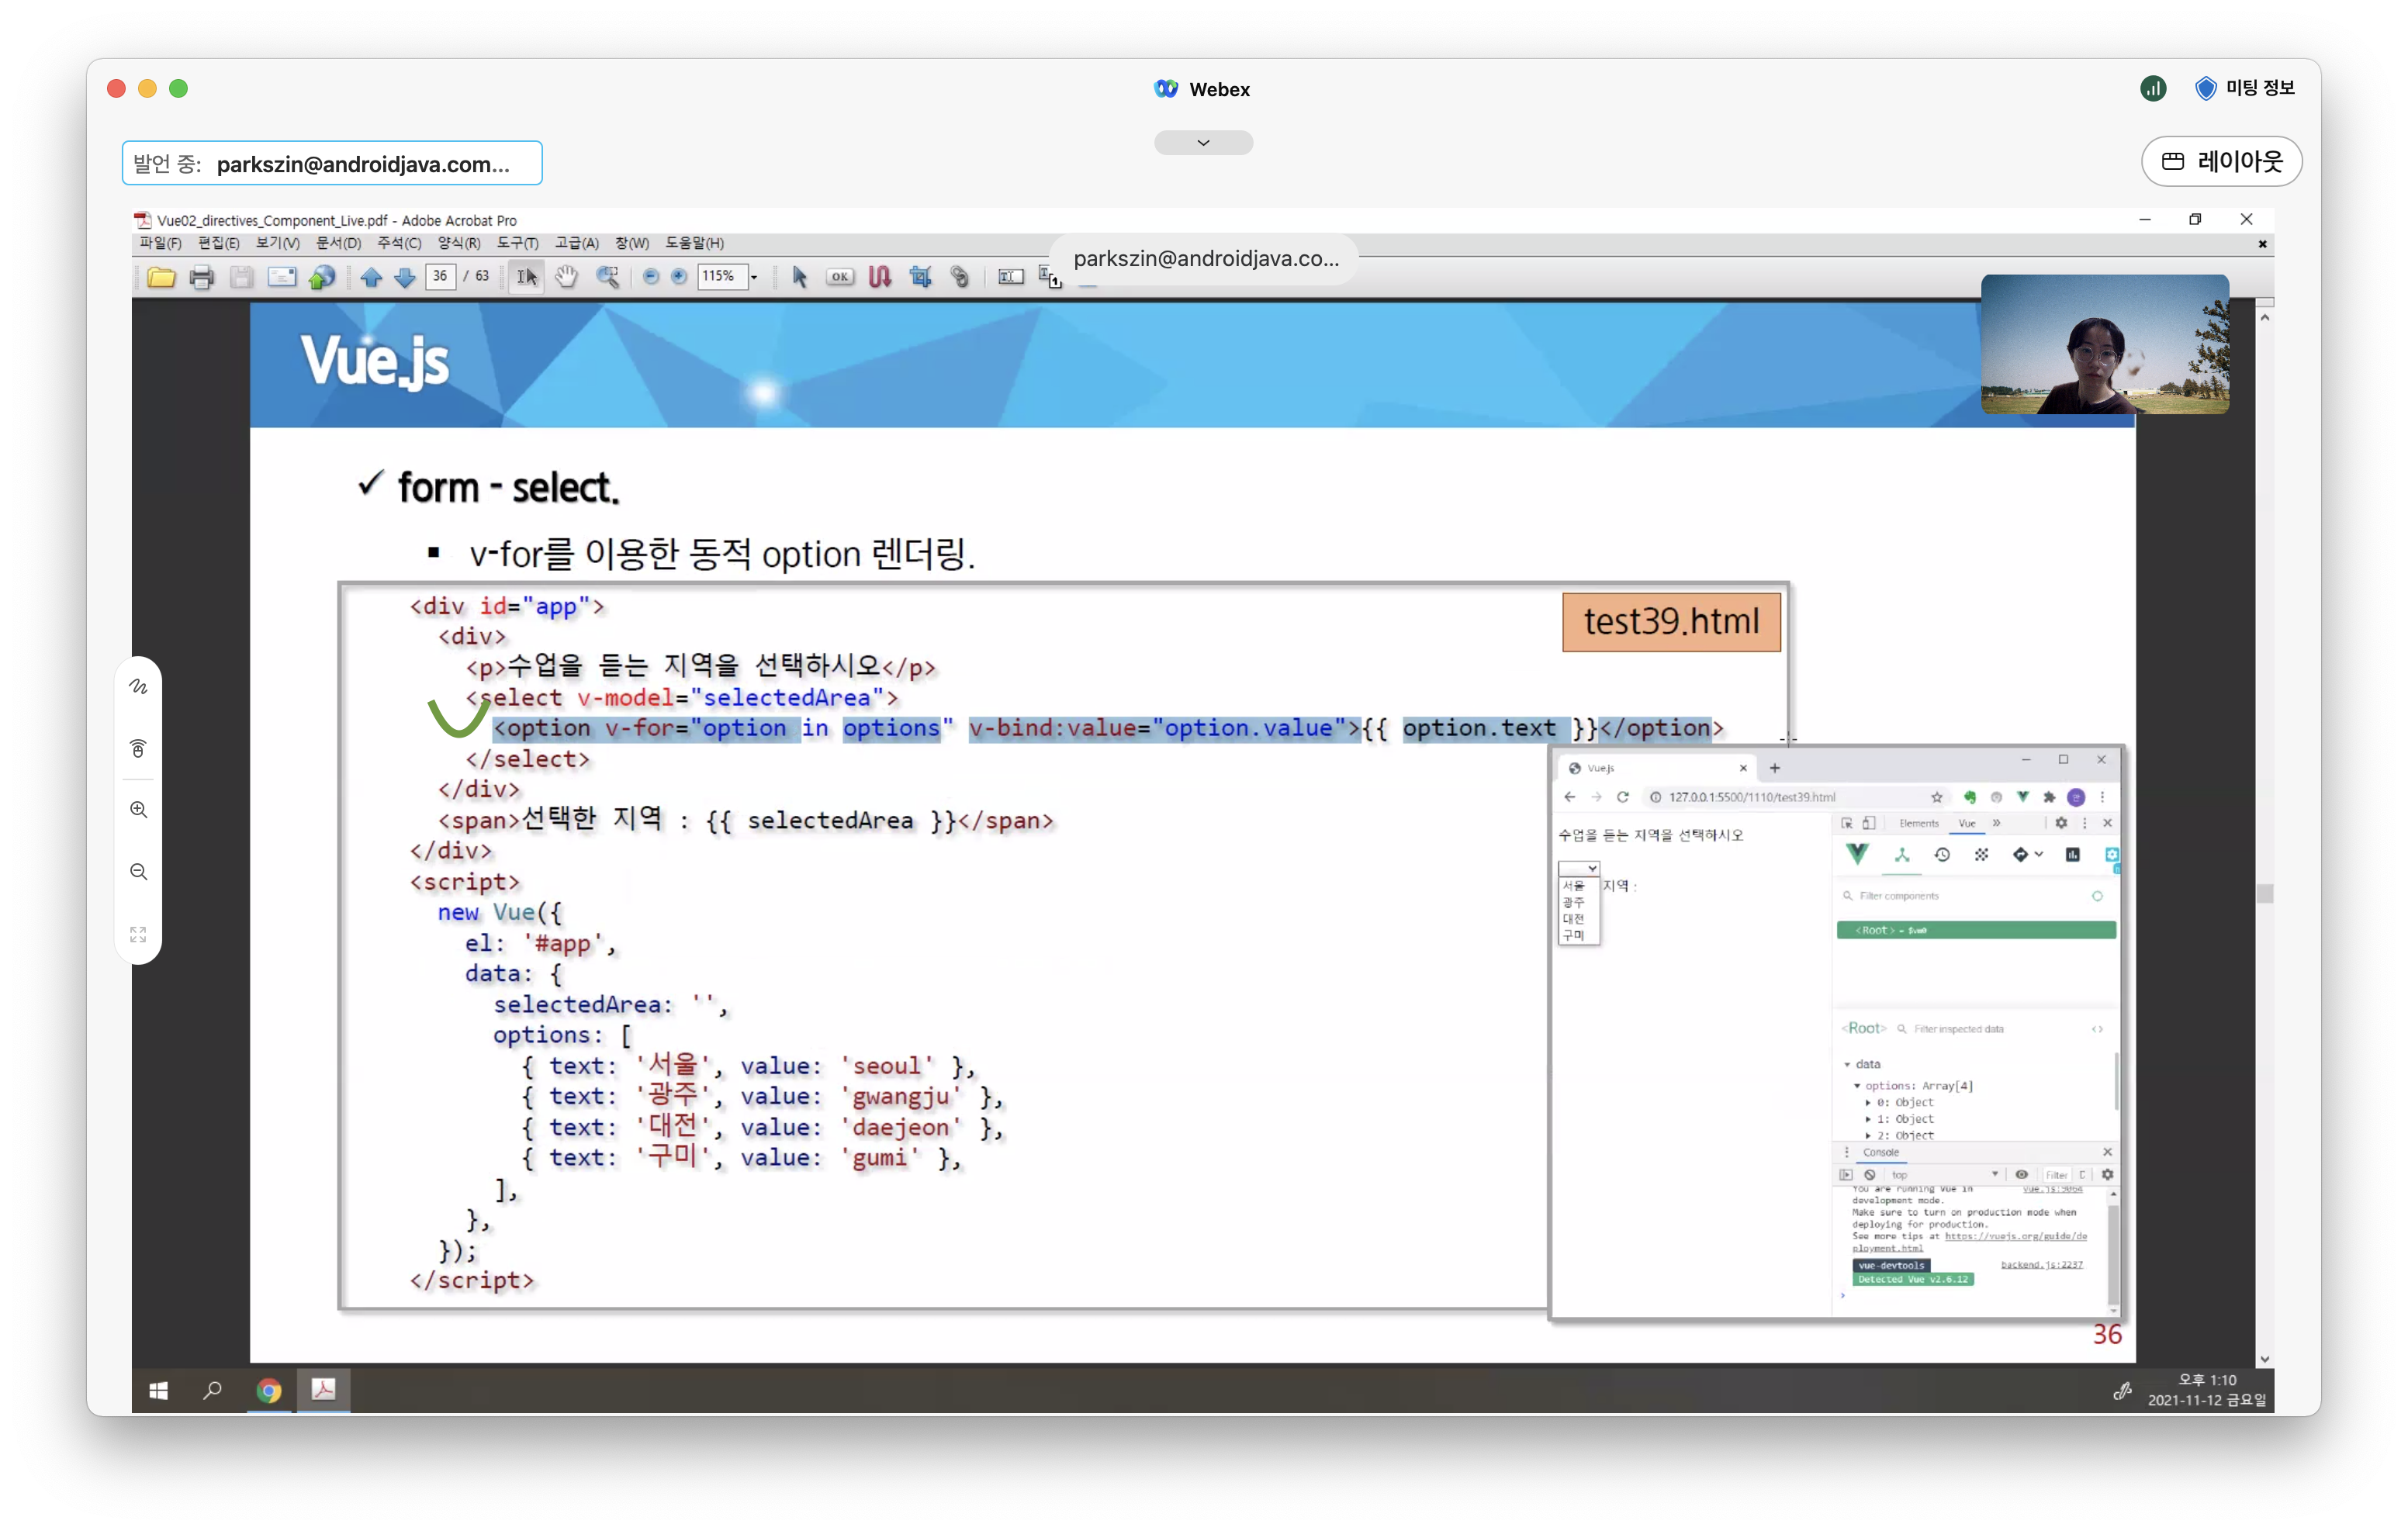 Webex
미팅 정보
발언 중: parkszin@androidjava.com...
레이아웃
Vue02_directives_Component_Live.pdf - Adobe Acrobat Pro
파일(F) 편집(E) 보기(V) 문서(D) 주석(C) 양식(R) 도구(T) 고급(A) 창(W) 도움말(H)
parkszin@androidjava.co...
36 / 63
115%
OK
Vue.js
✓ form - select.
▪ v-for를 이용한 동적 option 렌더링.
test39.html
<div id="app">
<div>
<p>수업을 듣는 지역을 선택하시오</p>
<select v-model="selectedArea">
<option v-for="option in options" v-bind:value="option.value">{{ option.text }}</option>
</select>
</div>
<span>선택한 지역 : {{ selectedArea }}</span>
</div>
<script>
new Vue({
el: '#app',
data: {
selectedArea: '',
options: [
{ text: '서울', value: 'seoul' },
{ text: '광주', value: 'gwangju' },
{ text: '대전', value: 'daejeon' },
{ text: '구미', value: 'gumi' },
],
},
});
</script>
Vue.js
127.0.0.1:5500/1110/test39.html
수업을 듣는 지역을 선택하시오
서울
지역 :
광주
대전
구미
Elements Vue
Filter components
<Root> = $vm0
<Root> Filter inspected data
data
options: Array[4]
0: Object
1: Object
2: Object
Console
top
Filter
You are running Vue in
vue.js:9064
development mode.
Make sure to turn on production mode when
deploying for production.
See more tips at https://vuejs.org/guide/de
ployment.html
vue-devtools
backend.js:2237
Detected Vue v2.6.12
36
오후 1:10
2021-11-12 금요일